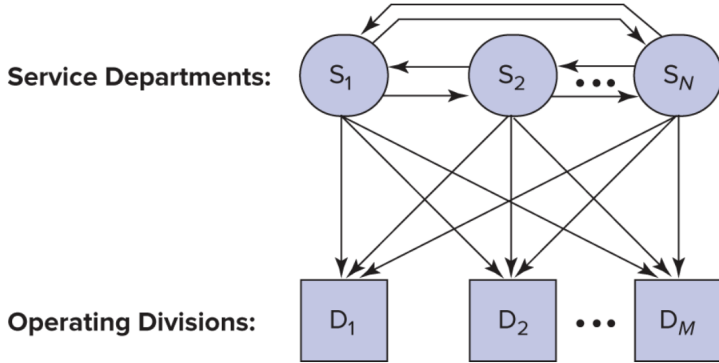 Service Departments: S1 S2 ••• SN
Operating Divisions: D1 D2 ••• DM